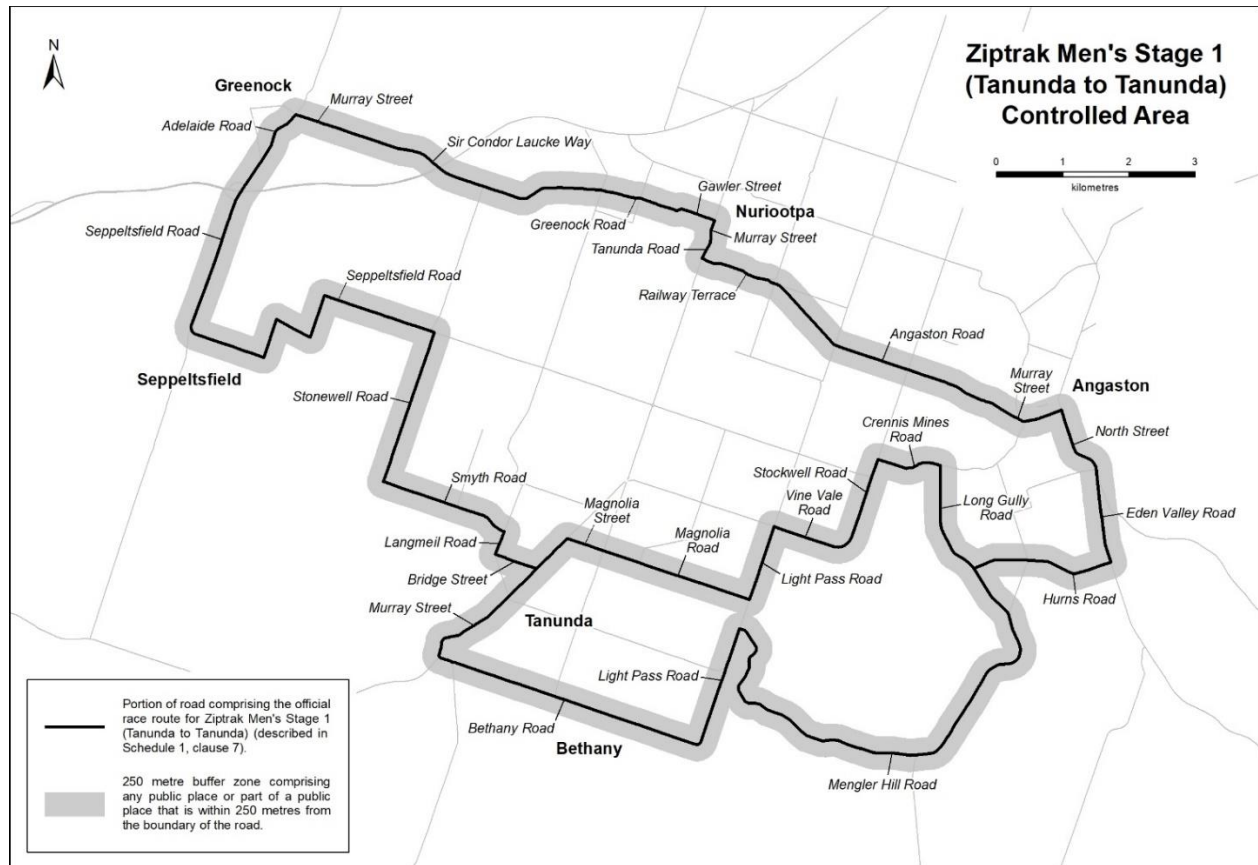 N
Ziptrak Men's Stage 1
(Tanunda to Tanunda)
Controlled Area
0 1 2 3
kilometres
Greenock
Murray Street
Adelaide Road
Sir Condor Laucke Way
Gawler Street
Nuriootpa
Greenock Road
Murray Street
Tanunda Road
Seppeltsfield Road
Railway Terrace
Seppeltsfield Road
Angaston Road
Seppeltsfield
Murray
Street
Angaston
Stonewell Road
Crennis Mines
Road
North Street
Smyth Road
Stockwell Road
Magnolia
Street
Vine Vale
Road
Long Gully
Road
Eden Valley Road
Langmeil Road
Magnolia
Road
Bridge Street
Light Pass Road
Murray Street
Hurns Road
Tanunda
Light Pass Road
Bethany Road
Bethany
Mengler Hill Road
Portion of road comprising the official
race route for Ziptrak Men's Stage 1
(Tanunda to Tanunda) (described in
Schedule 1, clause 7).
250 metre buffer zone comprising
any public place or part of a public
place that is within 250 metres from
the boundary of the road.